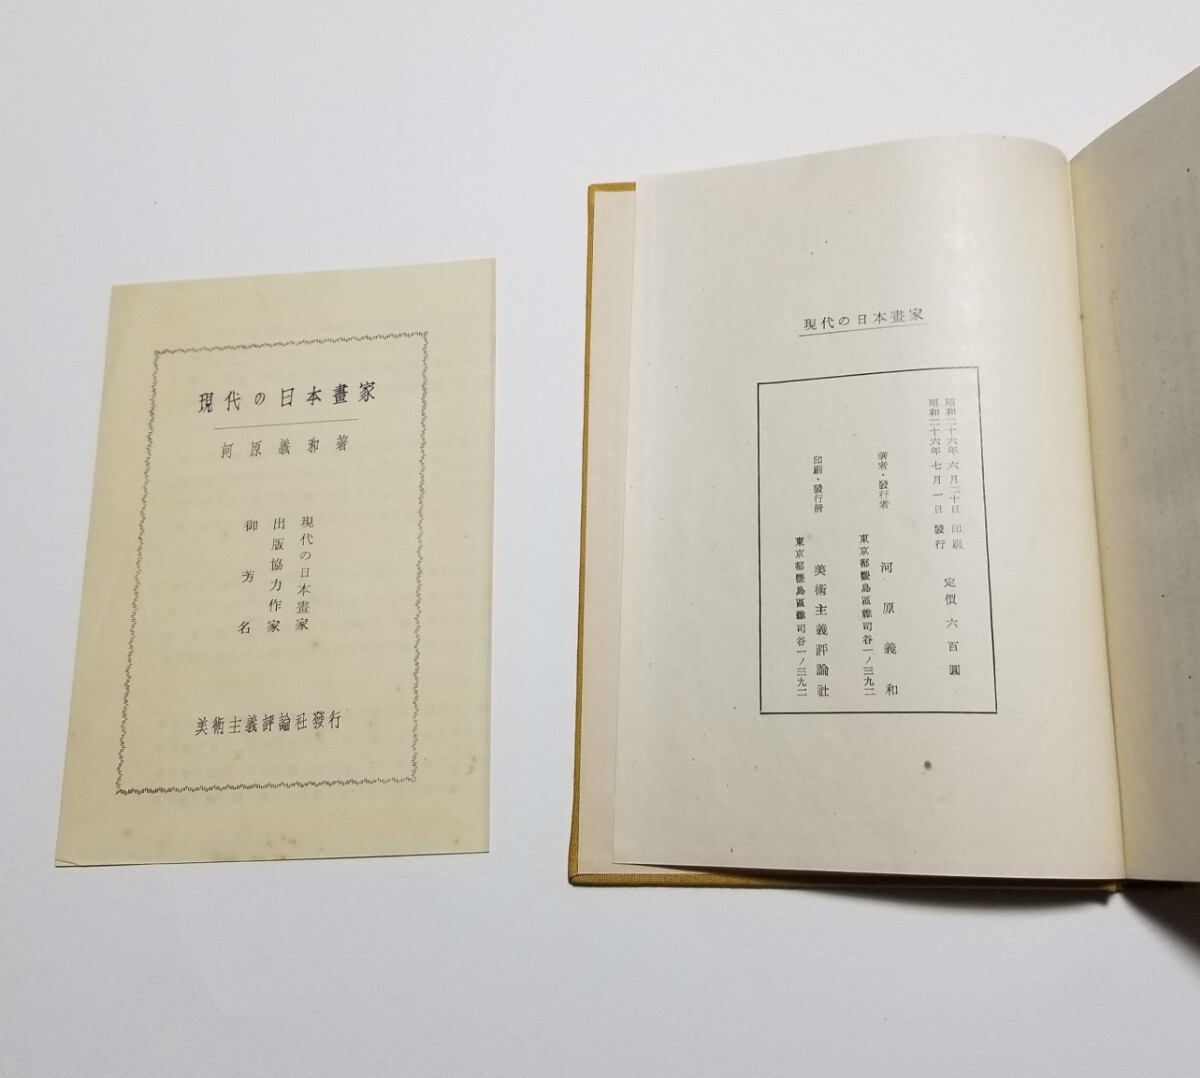 現代の日本畫家
河原義和著
現代の日本畫家
出版協力作家
御芳名
美術主義評論社發行
現代の日本畫家
昭和二十六年六月二十日印刷
昭和二十六年七月一日發行
定價六百圓
著者・發行者
河原義和
東京都豐島區雜司谷一ノ三九二
印刷・發行所
美術主義評論社
東京都豐島區雜司谷一ノ三九二